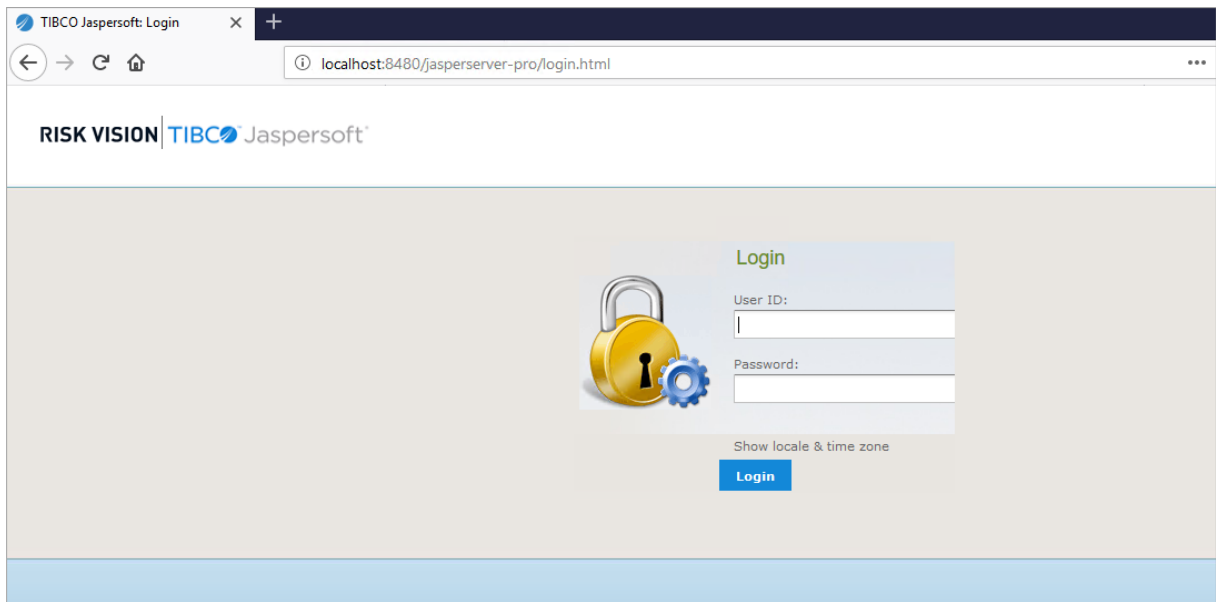 TIBCO Jaspersoft: Login
localhost:8480/jasperserver-pro/login.html
RISK VISION TIBCO Jaspersoft
Login
User ID:
Password:
Show locale & time zone
Login